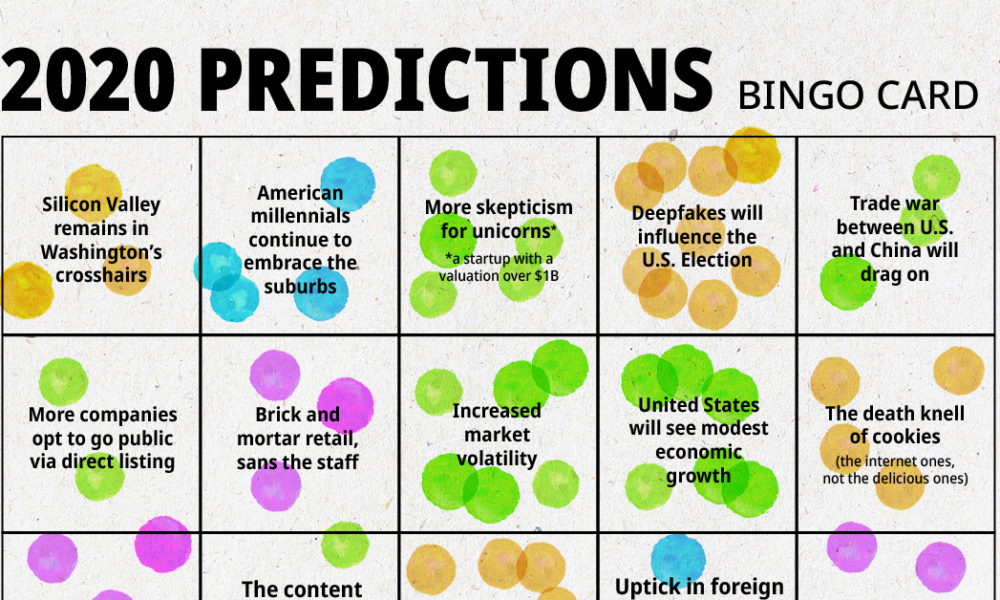 2020 PREDICTIONS BINGO CARD
Silicon Valley
remains in
Washington's
crosshairs
American
millennials
continue to
embrace the
suburbs
More skepticism
for unicorns*
*a startup with a
valuation over $1B
Deepfakes will
influence the
U.S. Election
Trade war
between U.S.
and China will
drag on
More companies
opt to go public
via direct listing
Brick and
mortar retail,
sans the staff
Increased
market
volatility
United States
will see modest
economic
growth
The death knell
of cookies
(the internet ones,
not the delicious ones)
The content
Uptick in foreign